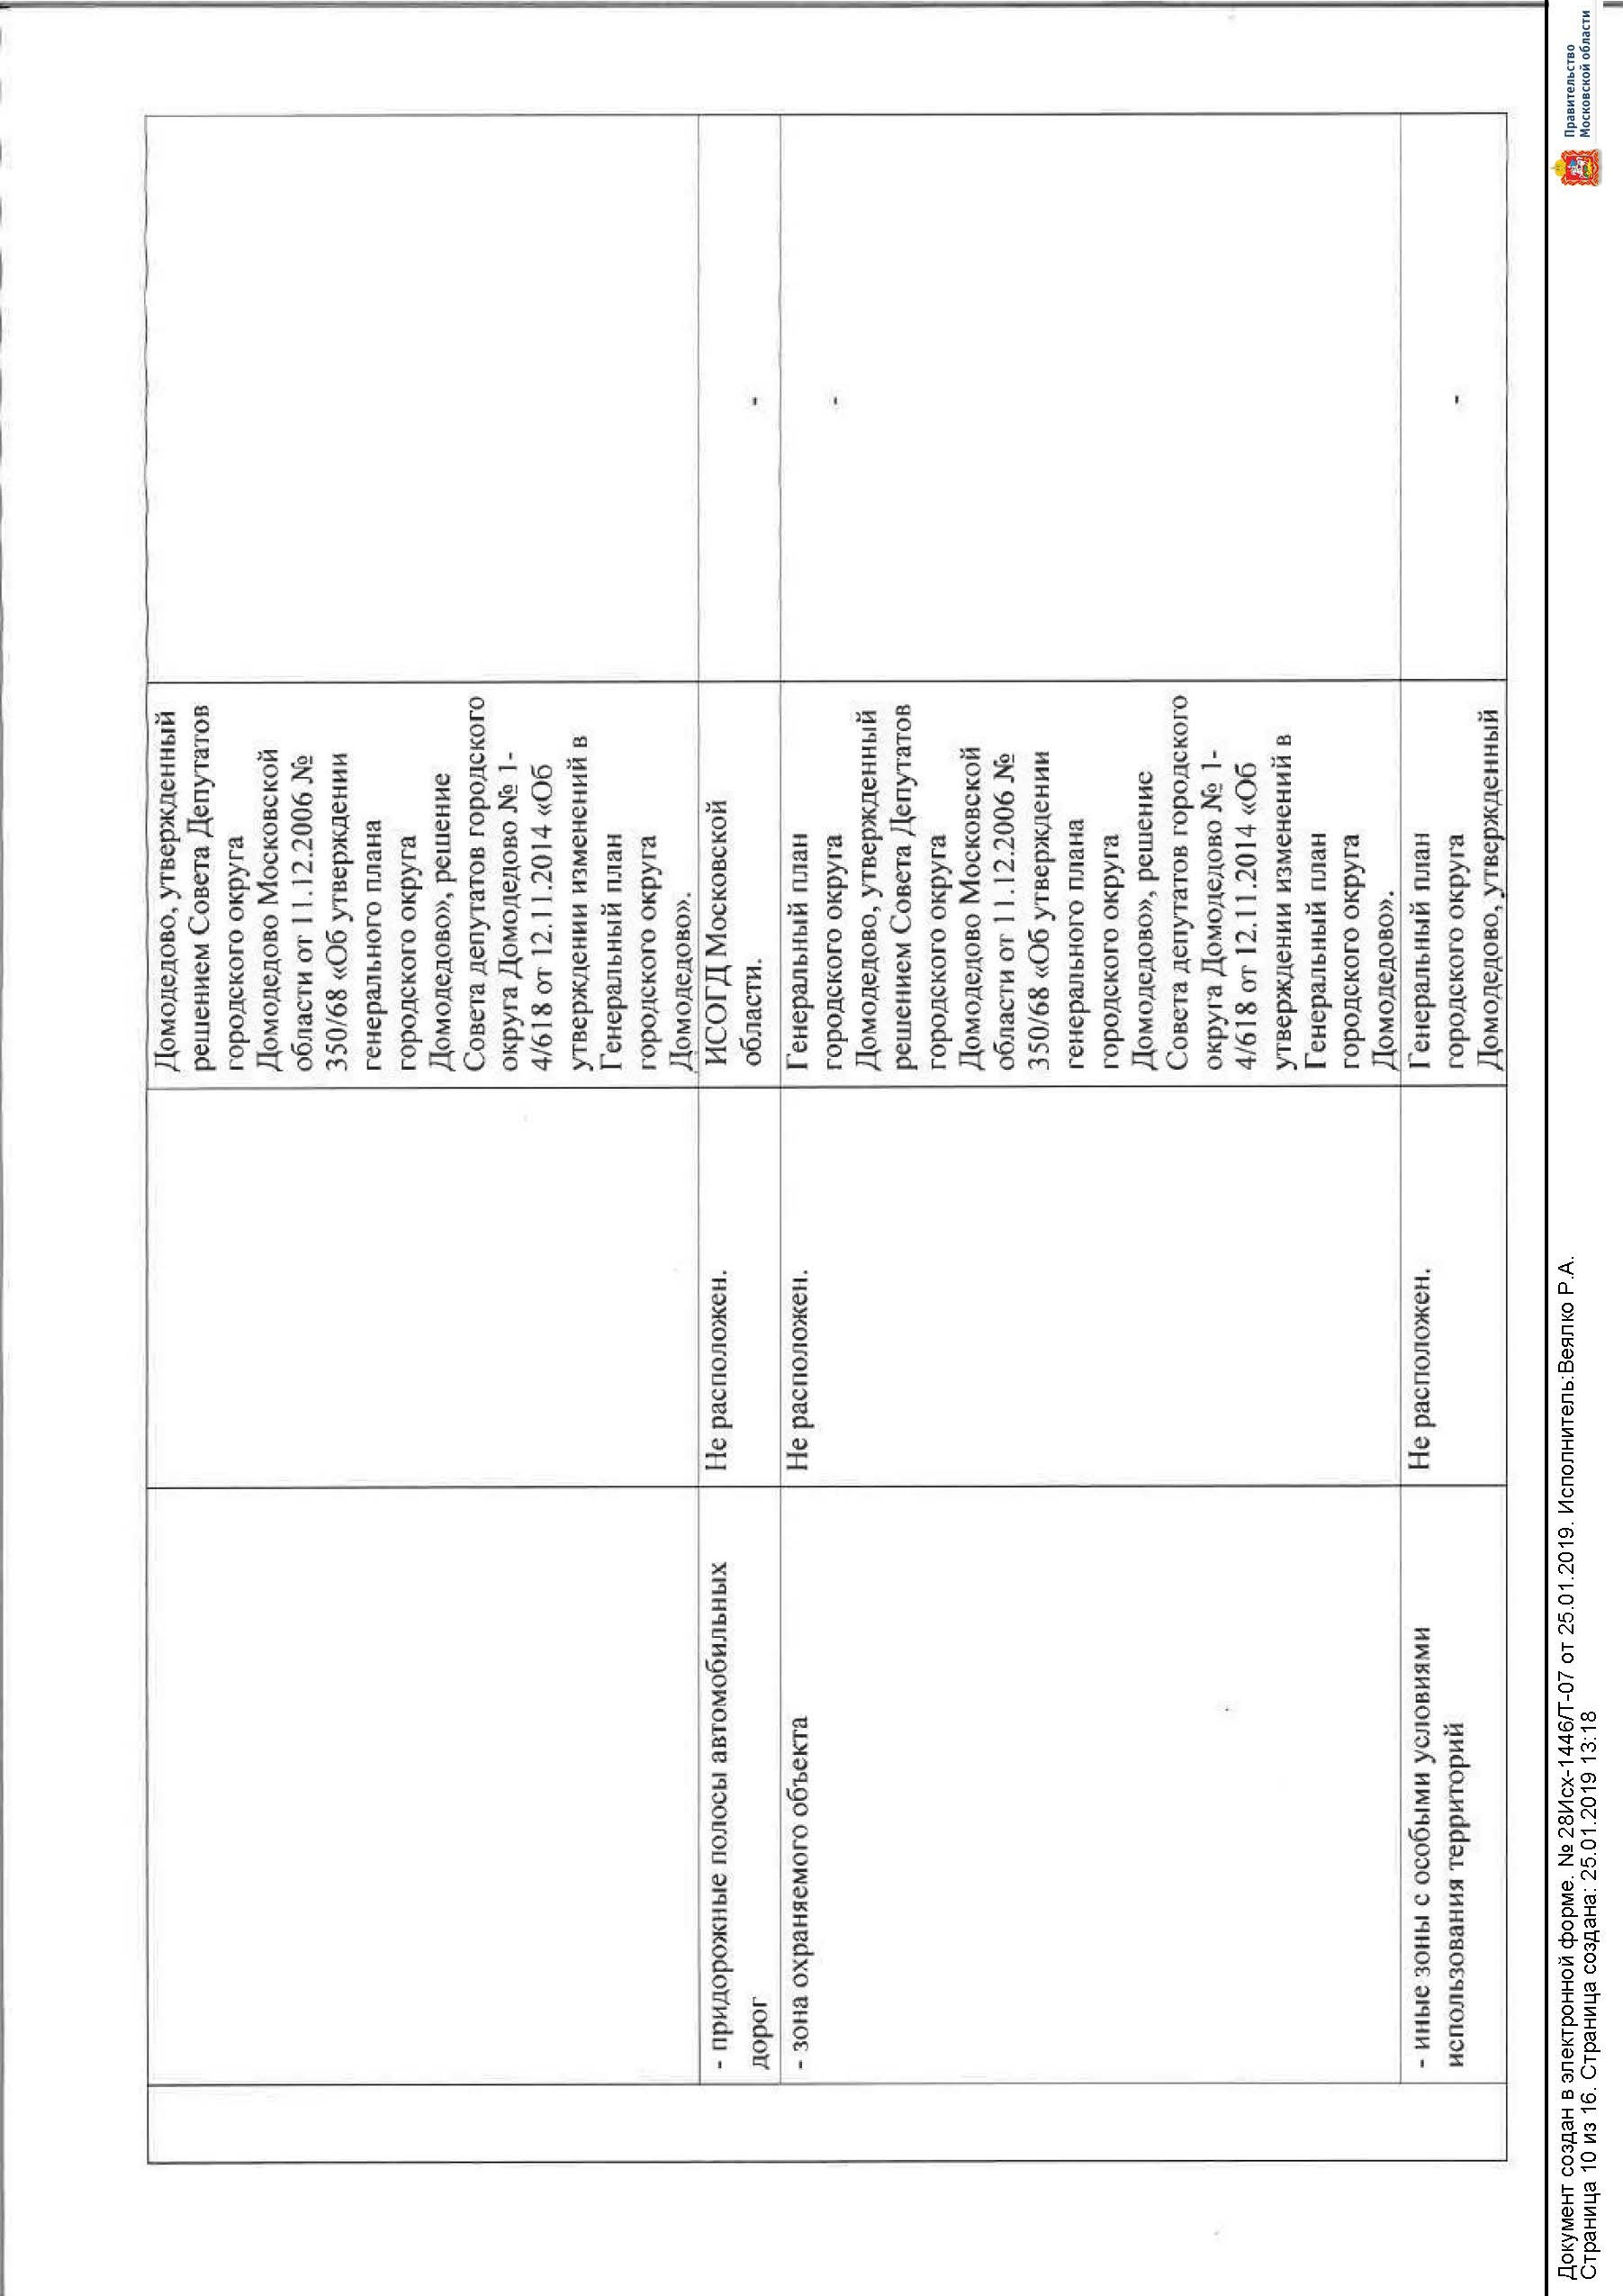 Домодедово, утвержденный
решением Совета Депутатов
городского округа
Домодедово Московской
области от 11.12.2006 №
350/68 «Об утверждении
генерального плана
городского округа
Домодедово», решение
Совета депутатов городского
округа Домодедово № 1-
4/618 от 12.11.2014 «Об
утверждении изменений в
Генеральный план
городского округа
Домодедово».
- придорожные полосы автомобильных
дорог
Не расположен.
ИСОГД Московской
области.
-
- зона охраняемого объекта
Не расположен.
Генеральный план
городского округа
Домодедово, утвержденный
решением Совета Депутатов
городского округа
Домодедово Московской
области от 11.12.2006 №
350/68 «Об утверждении
генерального плана
городского округа
Домодедово», решение
Совета депутатов городского
округа Домодедово № 1-
4/618 от 12.11.2014 «Об
утверждении изменений в
Генеральный план
городского округа
Домодедово».
-
- иные зоны с особыми условиями
использования территорий
Не расположен.
Генеральный план
городского округа
Домодедово, утвержденный
-
Документ создан в электронной форме. № 28Исх-1446/Т-07 от 25.01.2019. Исполнитель:Веялко Р.А.
Страница 10 из 16. Страница создана: 25.01.2019 13:18
Правительство
Московской области